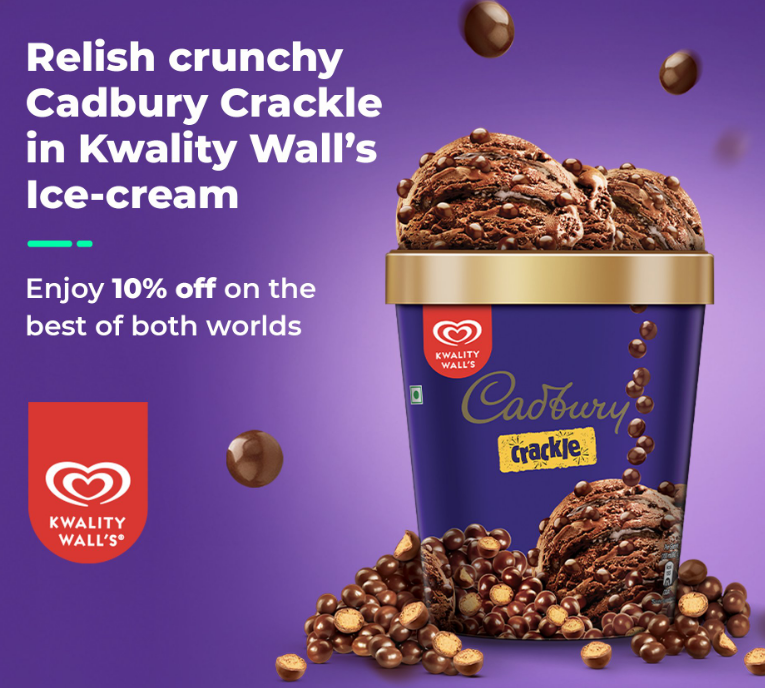 Relish crunchy
Cadbury Crackle
in Kwality Wall's
Ice-cream
Enjoy 10% off on the
best of both worlds
KWALITY
WALL'S®
KWALITY
WALL'S
Cadbury
Crackle